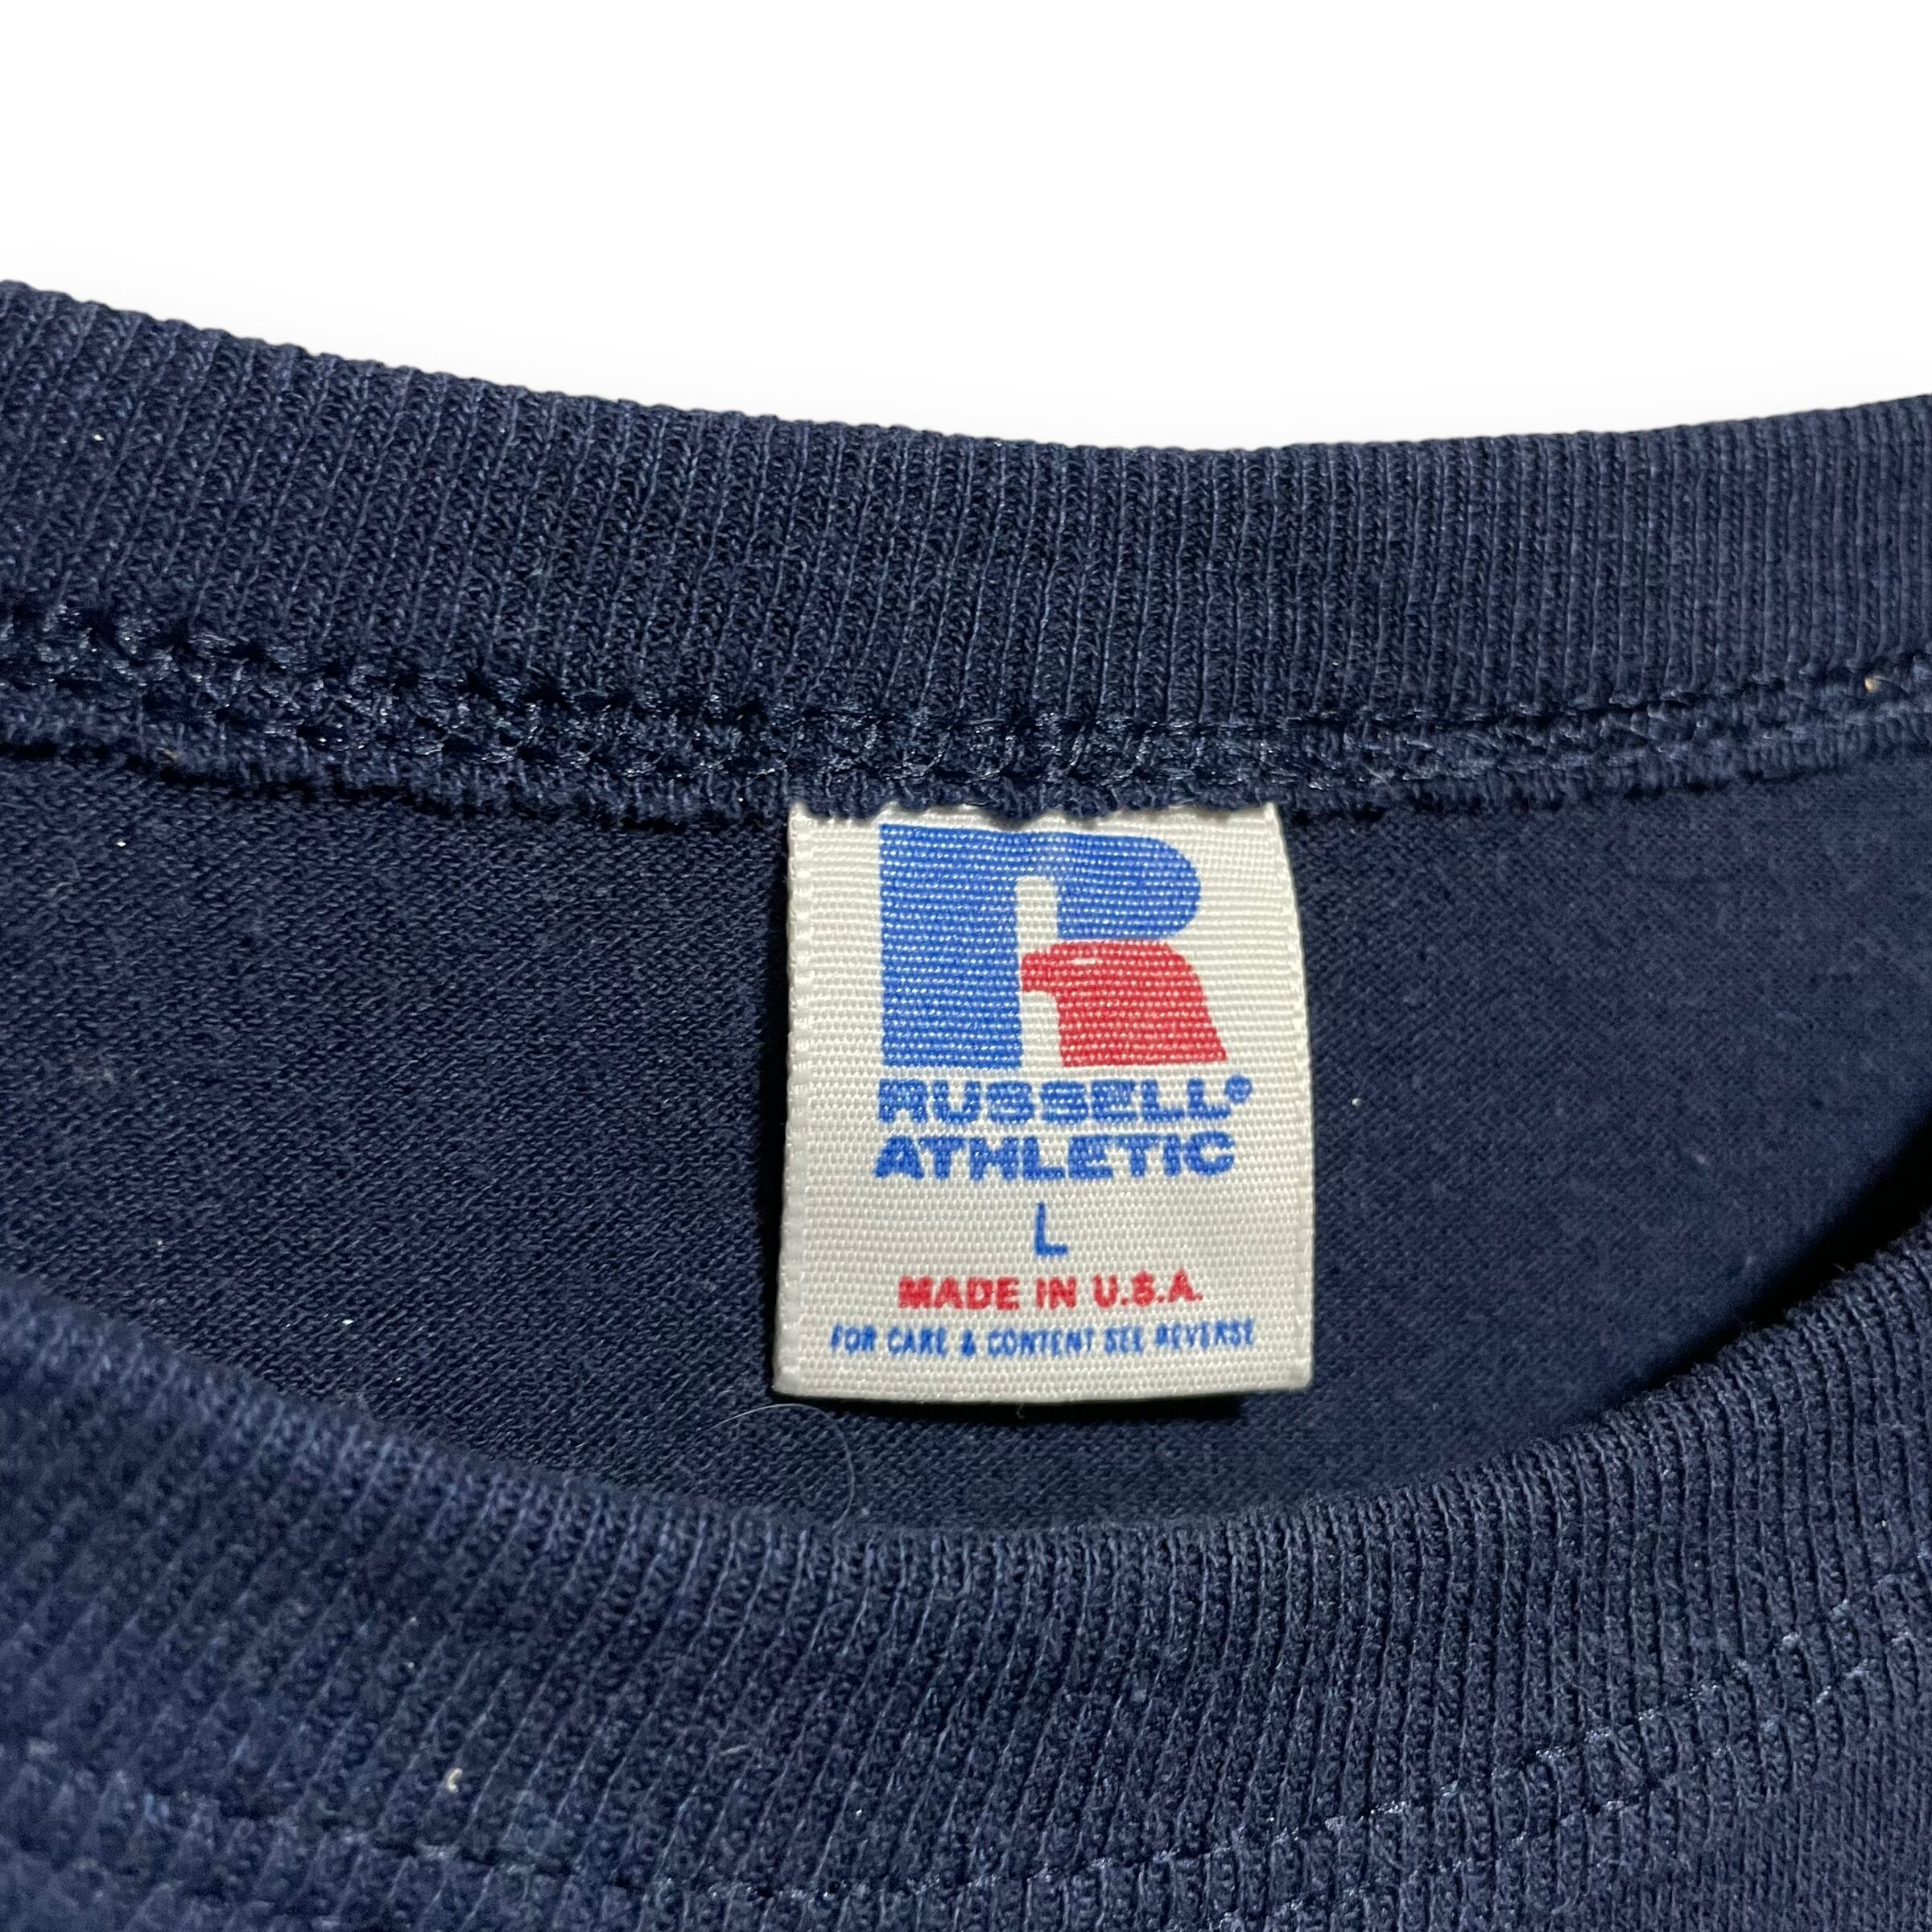 R
RUSSELL®
ATHLETIC
L
MADE IN U.S.A.
FOR CARE & CONTENT SEE REVERSE